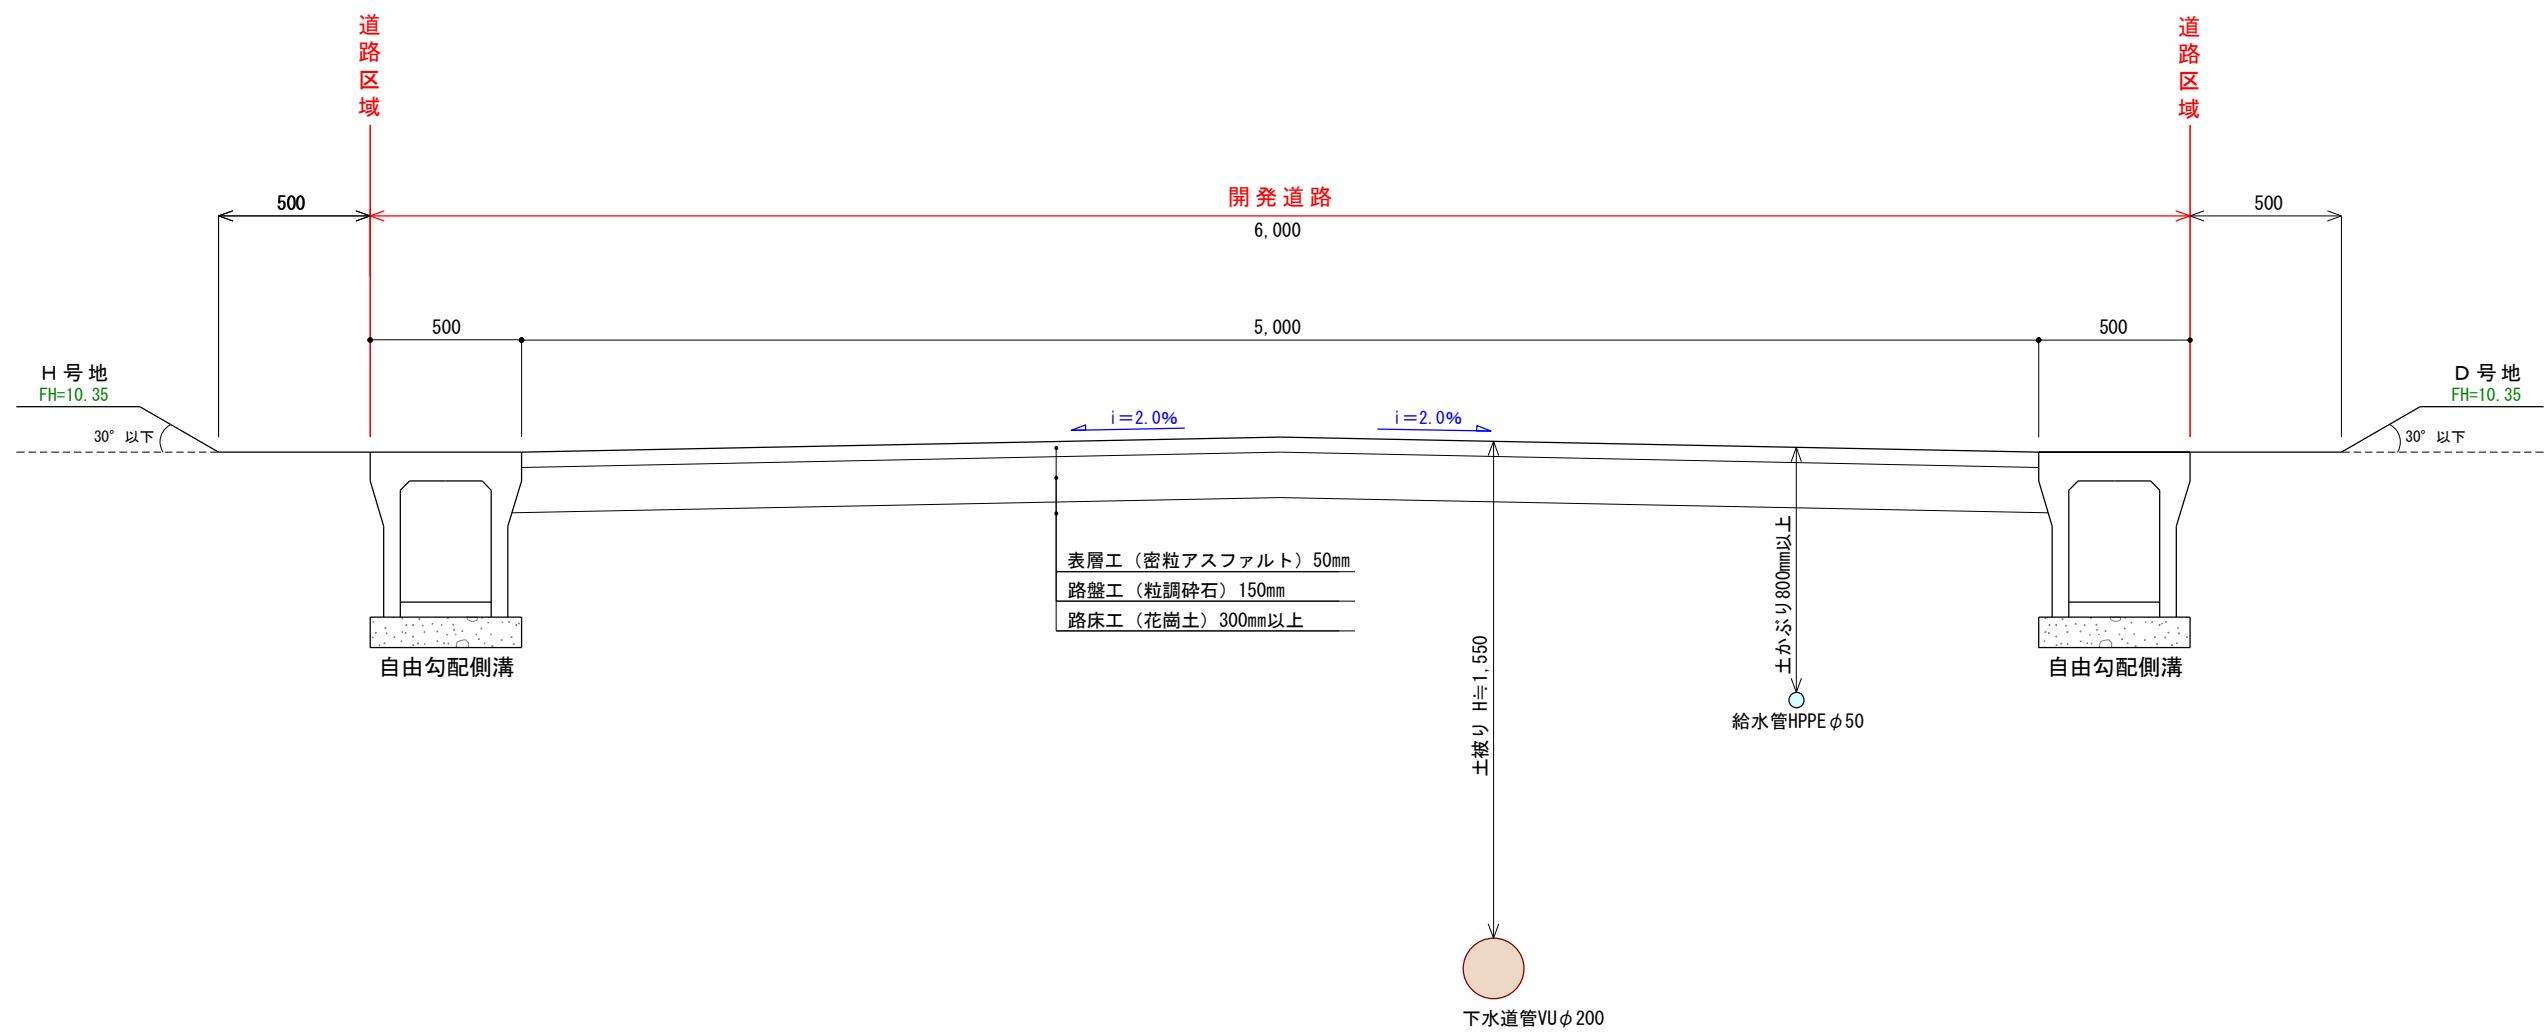 道路区域
道路区域
500
開発道路
500
6,000
500
5,000
500
H号地
FH=10.35
30° 以下
i=2.0%
i=2.0%
D号地
FH=10.35
30° 以下
表層工（密粒アスファルト）50mm
路盤工（粒調砕石）150mm
路床工（花崗土）300mm以上
土被り H≒1,550
土かぶり800mm以上
自由勾配側溝
自由勾配側溝
給水管HPPEφ50
下水道管VUφ200